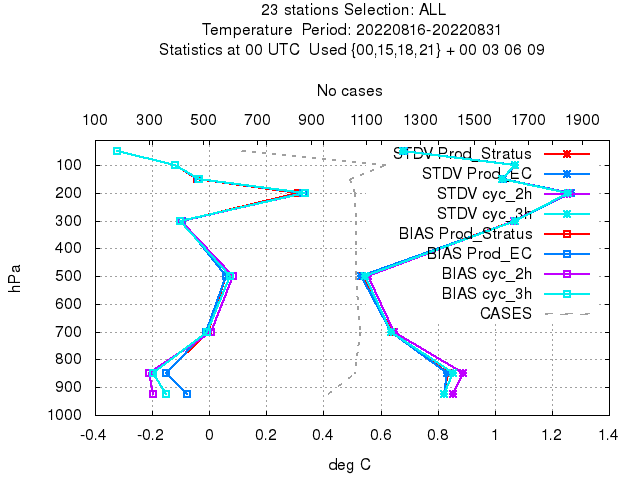 23 stations Selection: ALL
Temperature  Period: 20220816-20220831
Statistics at 00 UTC  Used {00,15,18,21} + 00 03 06 09
No cases
100 300 500 700 900 1100 1300 1500 1700 1900
STDV Prod_Stratus
STDV Prod_EC
STDV cyc_2h
STDV cyc_3h
BIAS Prod_Stratus
BIAS Prod_EC
BIAS cyc_2h
BIAS cyc_3h
CASES
hPa
100
200
300
400
500
600
700
800
900
1000
-0.4 -0.2 0 0.2 0.4 0.6 0.8 1 1.2 1.4
deg C